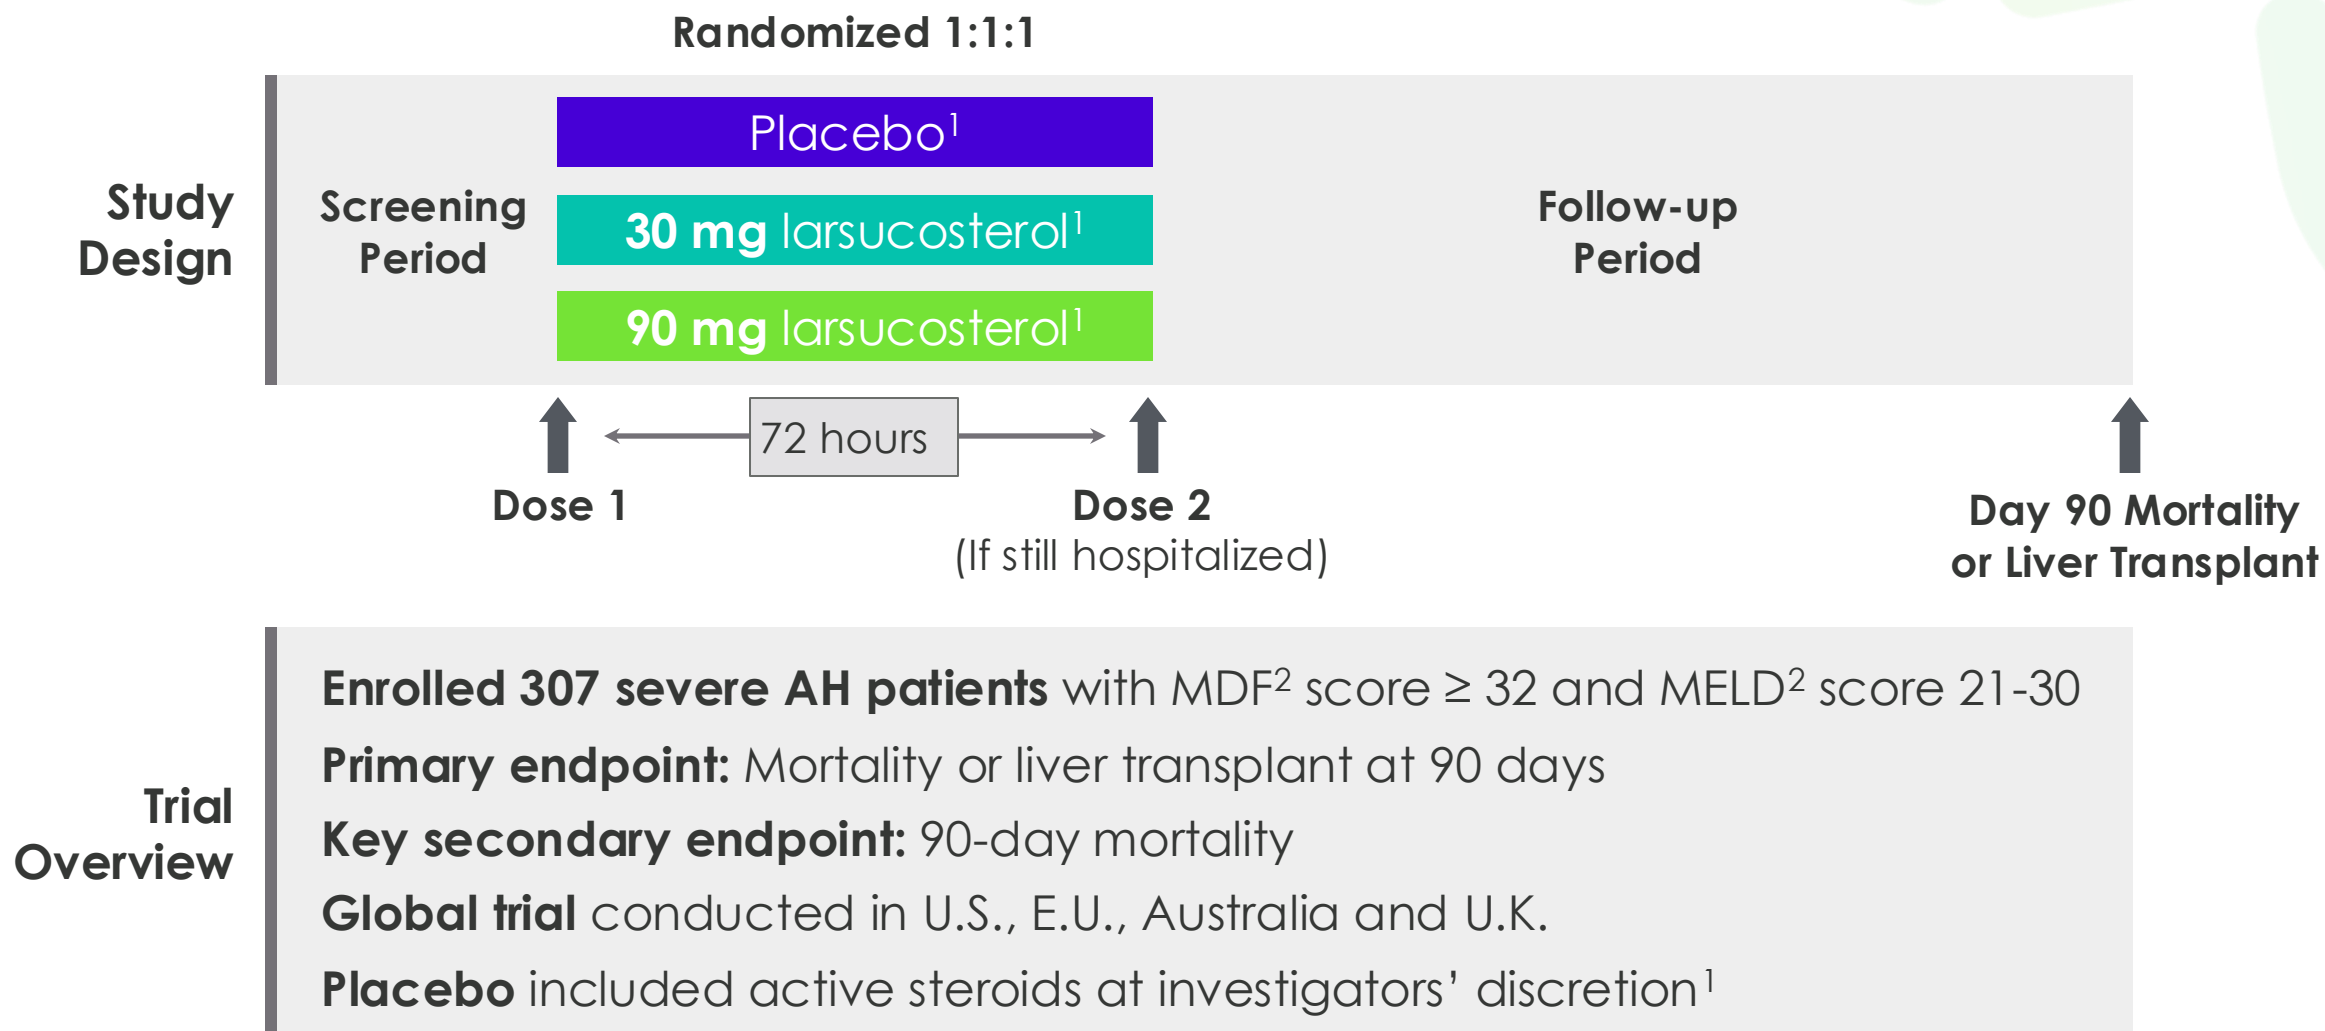 Randomized 1:1:1
Study
Design
Screening
Period
Placebo¹
30 mg larsucosterol¹
90 mg larsucosterol¹
Follow-up
Period
72 hours
Dose 1
Dose 2
(If still hospitalized)
Day 90 Mortality
or Liver Transplant
Trial
Overview
Enrolled 307 severe AH patients with MDF² score ≥ 32 and MELD² score 21-30
Primary endpoint: Mortality or liver transplant at 90 days
Key secondary endpoint: 90-day mortality
Global trial conducted in U.S., E.U., Australia and U.K.
Placebo included active steroids at investigators’ discretion¹